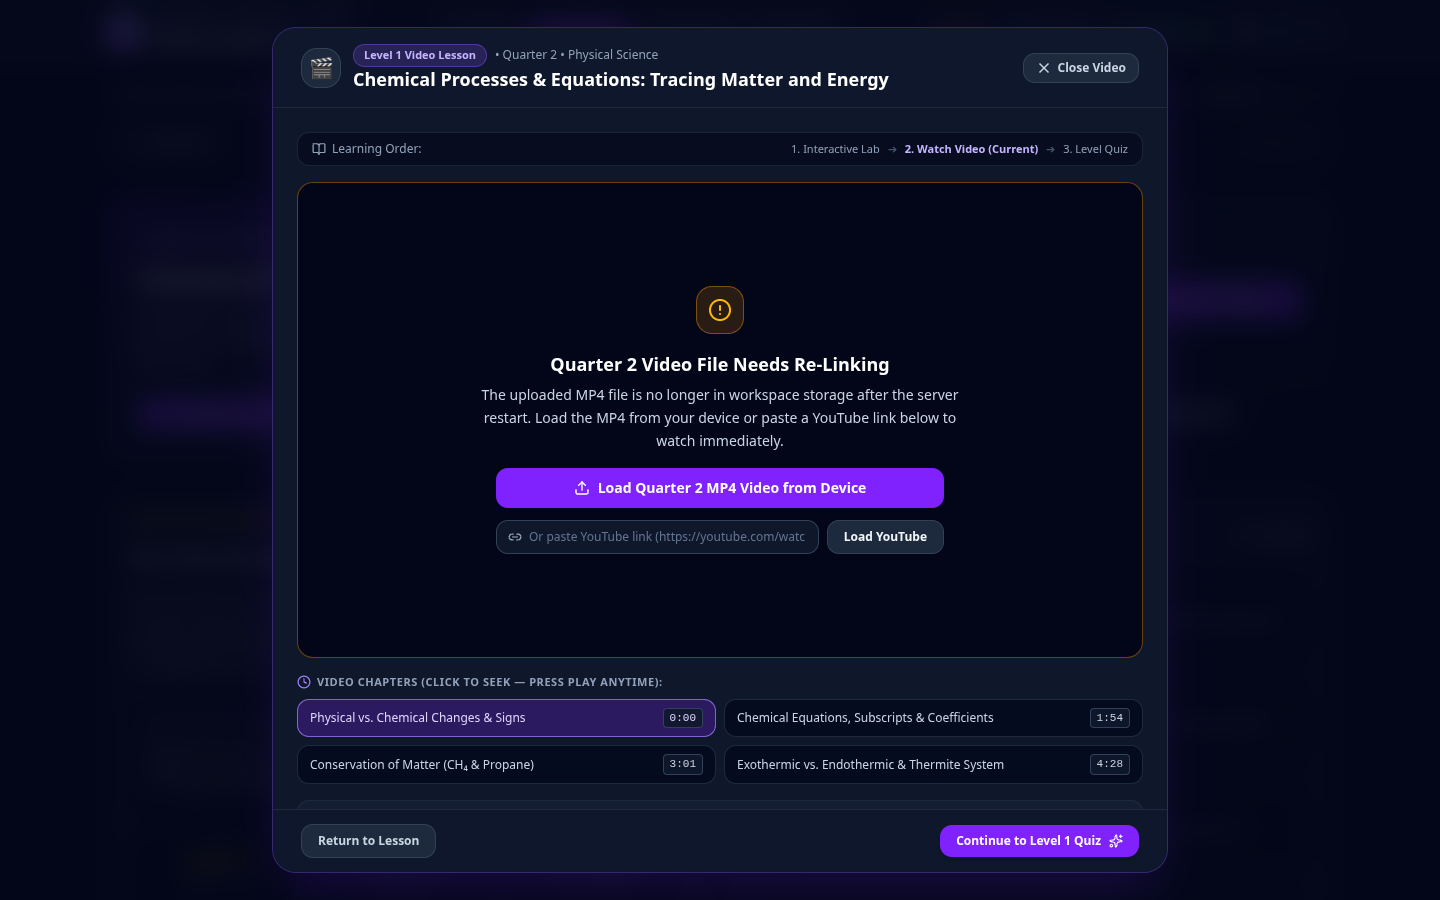 Level 1 Video Lesson • Quarter 2 • Physical Science
Chemical Processes & Equations: Tracing Matter and Energy
Close Video
Learning Order:
1. Interactive Lab → 2. Watch Video (Current) → 3. Level Quiz
Quarter 2 Video File Needs Re-Linking
The uploaded MP4 file is no longer in workspace storage after the server
restart. Load the MP4 from your device or paste a YouTube link below to
watch immediately.
Load Quarter 2 MP4 Video from Device
Or paste YouTube link (https://youtube.com/watc
Load YouTube
VIDEO CHAPTERS (CLICK TO SEEK — PRESS PLAY ANYTIME):
Physical vs. Chemical Changes & Signs 0:00
Chemical Equations, Subscripts & Coefficients 1:54
Conservation of Matter (CH₄ & Propane) 3:01
Exothermic vs. Endothermic & Thermite System 4:28
Return to Lesson
Continue to Level 1 Quiz